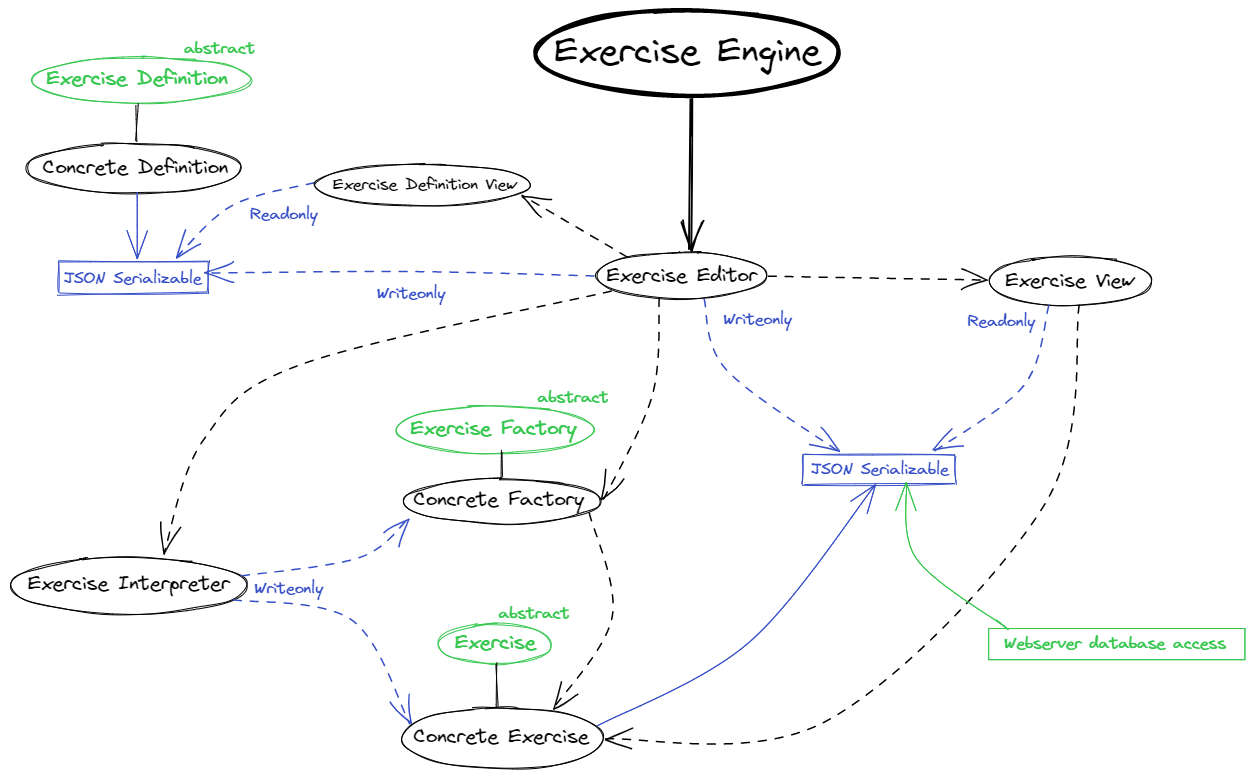 Exercise Engine
abstract
Exercise Definition
Concrete Definition
Exercise Definition View
Readonly
JSON Serializable
Writeonly
Exercise Editor
Exercise View
Writeonly
Readonly
abstract
Exercise Factory
Concrete Factory
JSON Serializable
Exercise Interpreter
Writeonly
abstract
Exercise
Webserver database access
Concrete Exercise